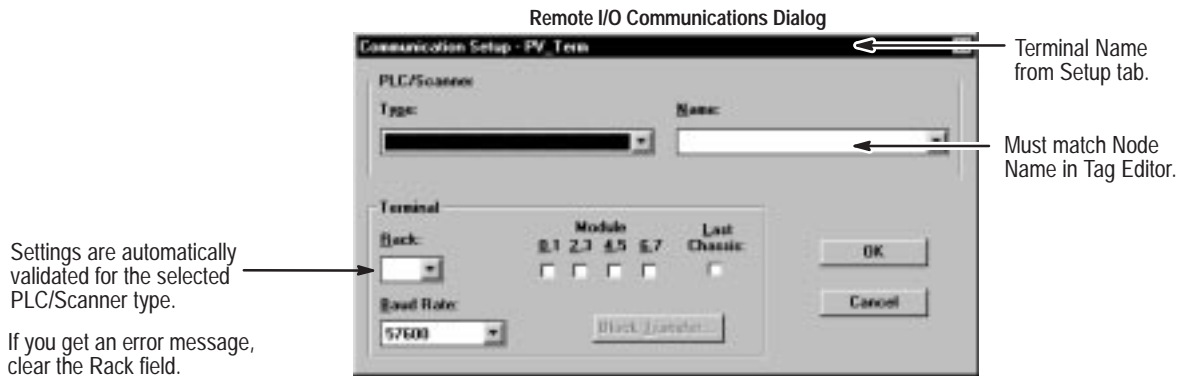 Remote I/O Communications Dialog
Communication Setup - PV_Term
Terminal Name
from Setup tab.
PLC/Scanner
Type:
Name:
Must match Node
Name in Tag Editor.
Terminal
Rack:
Module
0,1 2,3 4,5 6,7
Last
Chassis:
OK
Settings are automatically
validated for the selected
PLC/Scanner type.
Baud Rate:
57600
Block Transfer...
Cancel
If you get an error message,
clear the Rack field.